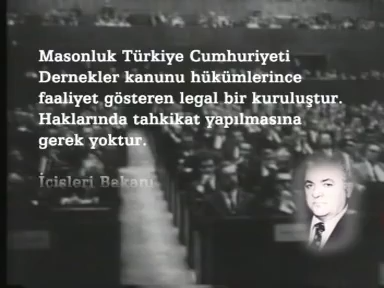 Masonluk Türkiye Cumhuriyeti
Dernekler kanunu hükümlerince
faaliyet gösteren legal bir kuruluştur.
Haklarında tahkikat yapılmasına
gerek yoktur.
İçişleri Bakanı